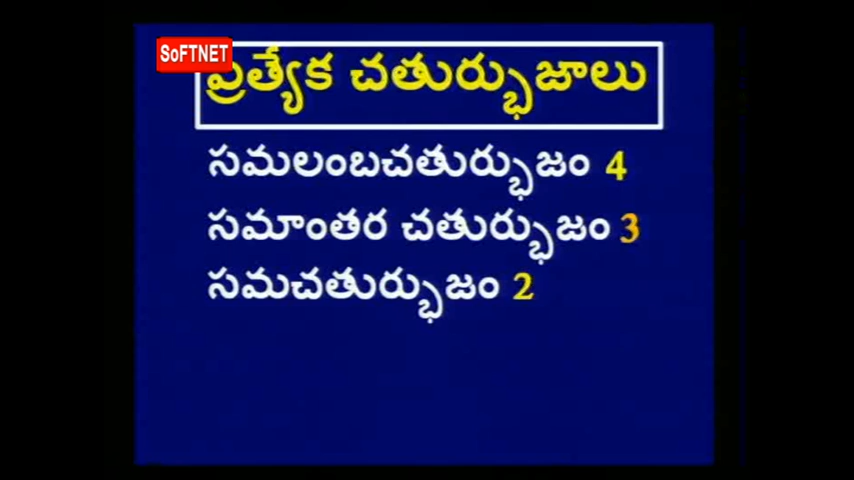 SoFTNET
ప్రత్యేక చతుర్భుజాలు
సమలంబచతుర్భుజం 4
సమాంతర చతుర్భుజం 3
సమచతుర్భుజం 2